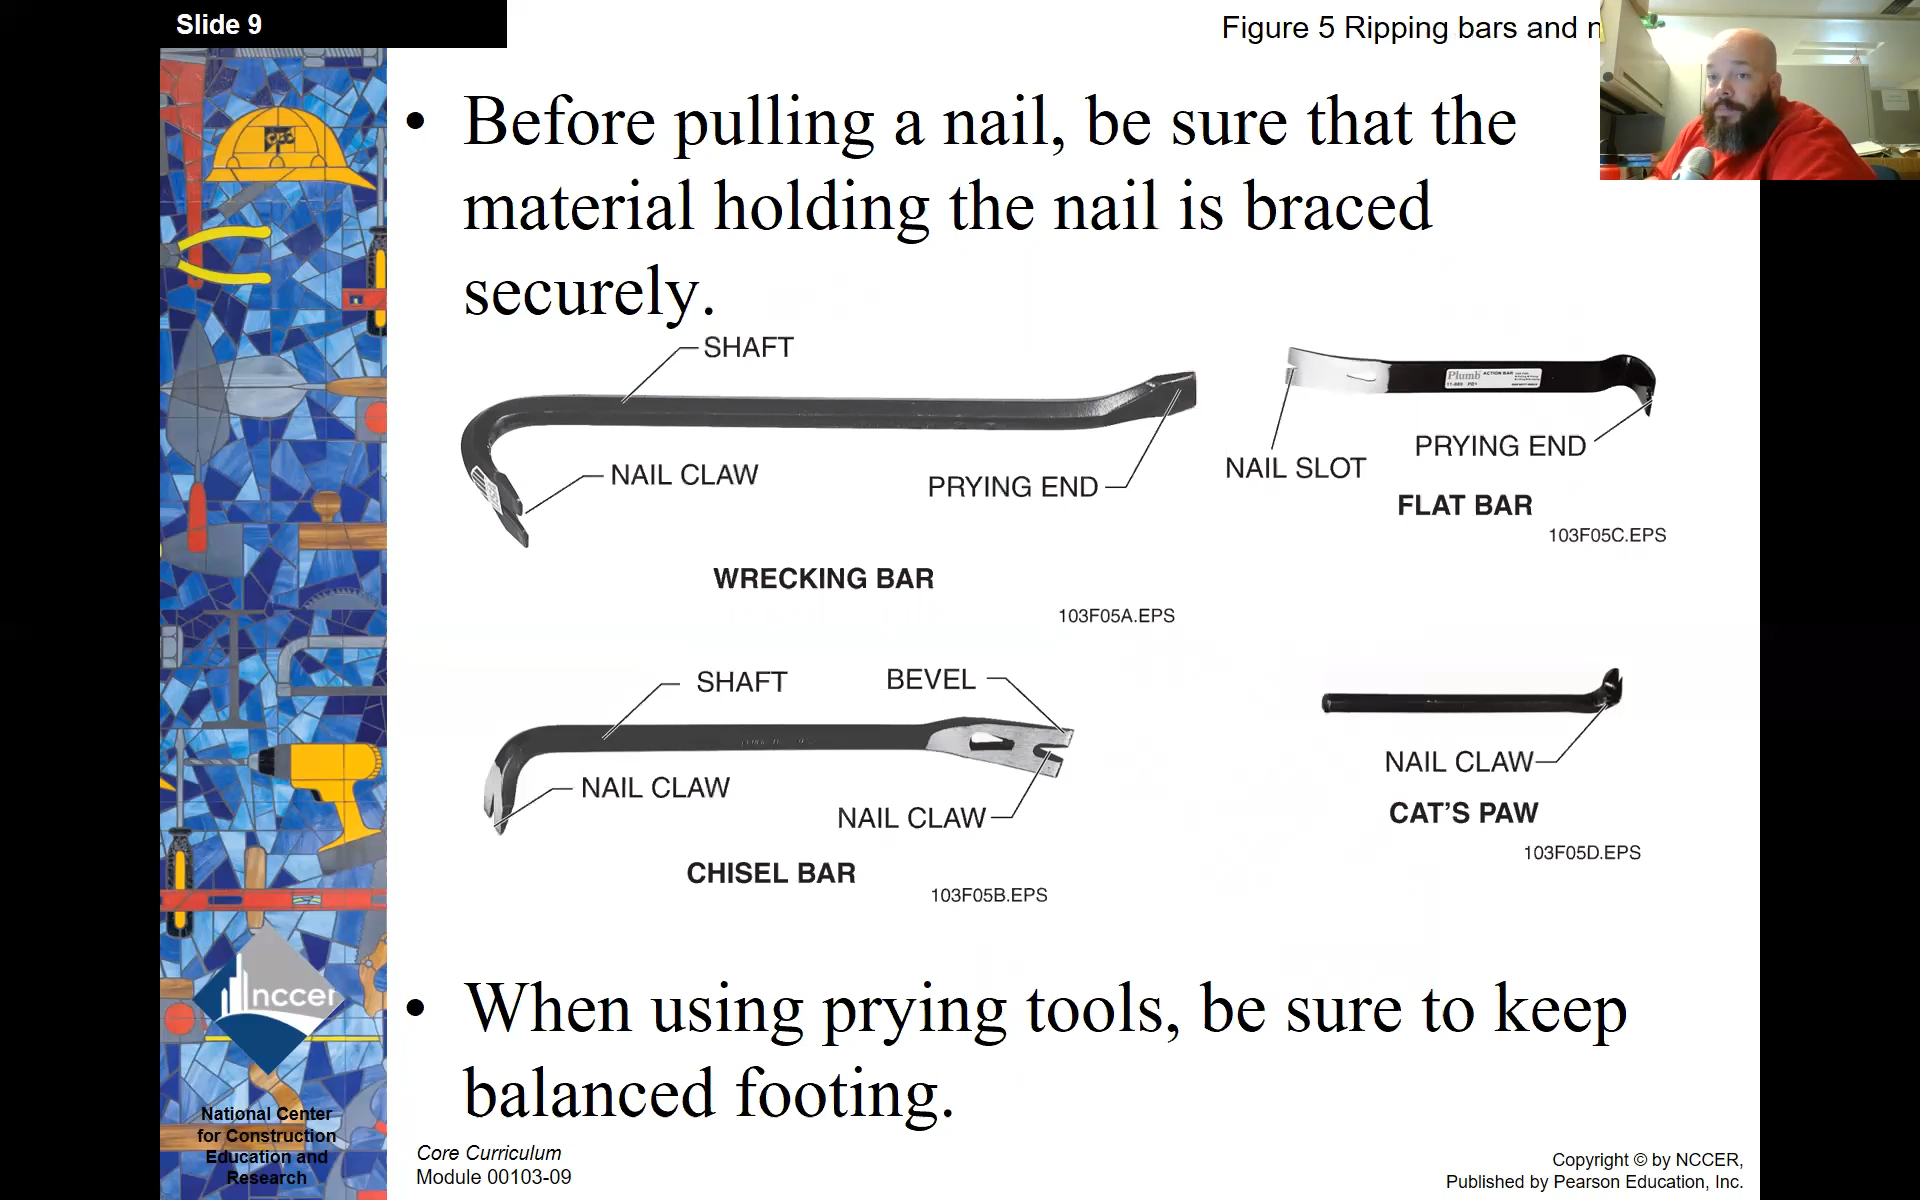 Slide 9
Figure 5 Ripping bars and
• Before pulling a nail, be sure that the
material holding the nail is braced
securely.
SHAFT
NAIL CLAW
PRYING END
WRECKING BAR
103F05A.EPS
Plumb ACTION BAR
NAIL SLOT
PRYING END
FLAT BAR
103F05C.EPS
SHAFT
BEVEL
NAIL CLAW
NAIL CLAW
CHISEL BAR
103F05B.EPS
NAIL CLAW
CAT'S PAW
103F05D.EPS
• When using prying tools, be sure to keep
balanced footing.
nccer
National Center
for Construction
Education and
Research
Core Curriculum
Module 00103-09
Copyright © by NCCER,
Published by Pearson Education, Inc.